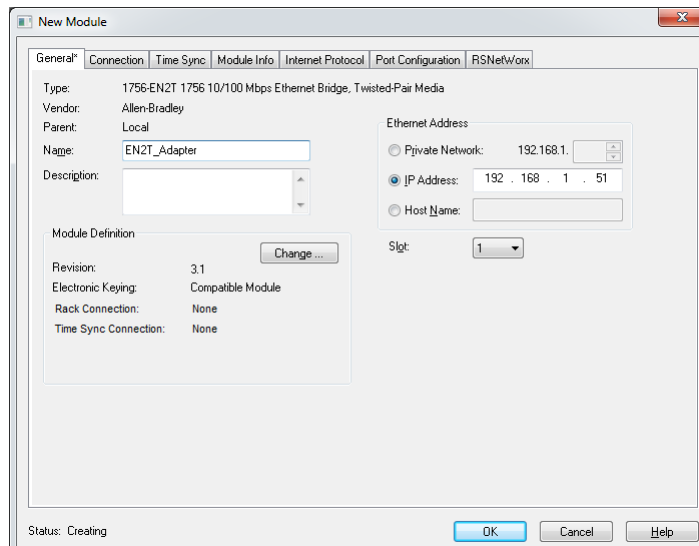 New Module
General* Connection Time Sync Module Info Internet Protocol Port Configuration RSNetWorx
Type: 1756-EN2T 1756 10/100 Mbps Ethernet Bridge, Twisted-Pair Media
Vendor: Allen-Bradley
Parent: Local
Name: EN2T_Adapter
Description:
Ethernet Address
Private Network: 192.168.1.
IP Address: 192 . 168 . 1 . 51
Host Name:
Slot: 1
Module Definition
Change ...
Revision: 3.1
Electronic Keying: Compatible Module
Rack Connection: None
Time Sync Connection: None
Status: Creating
OK Cancel Help